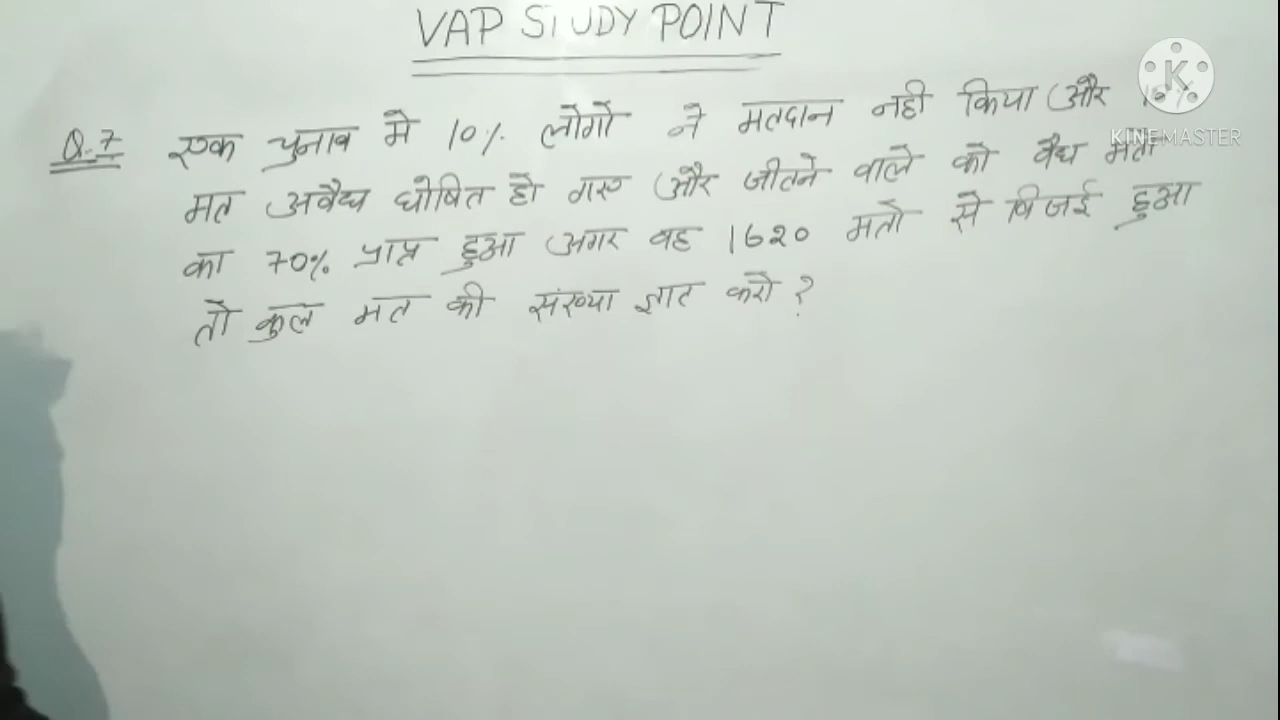 VAP STUDY POINT
Q.7 एक चुनाव मे 10% लोगों ने मतदान नही किया और 10%
मत अवैध घोषित हो गए और जीतने वाले को वैध मतो
का 70% प्राप्त हुआ अगर वह 1620 मतो से विजई हुआ
तो कुल मत की संख्या ज्ञात करो ?
K
KINEMASTER